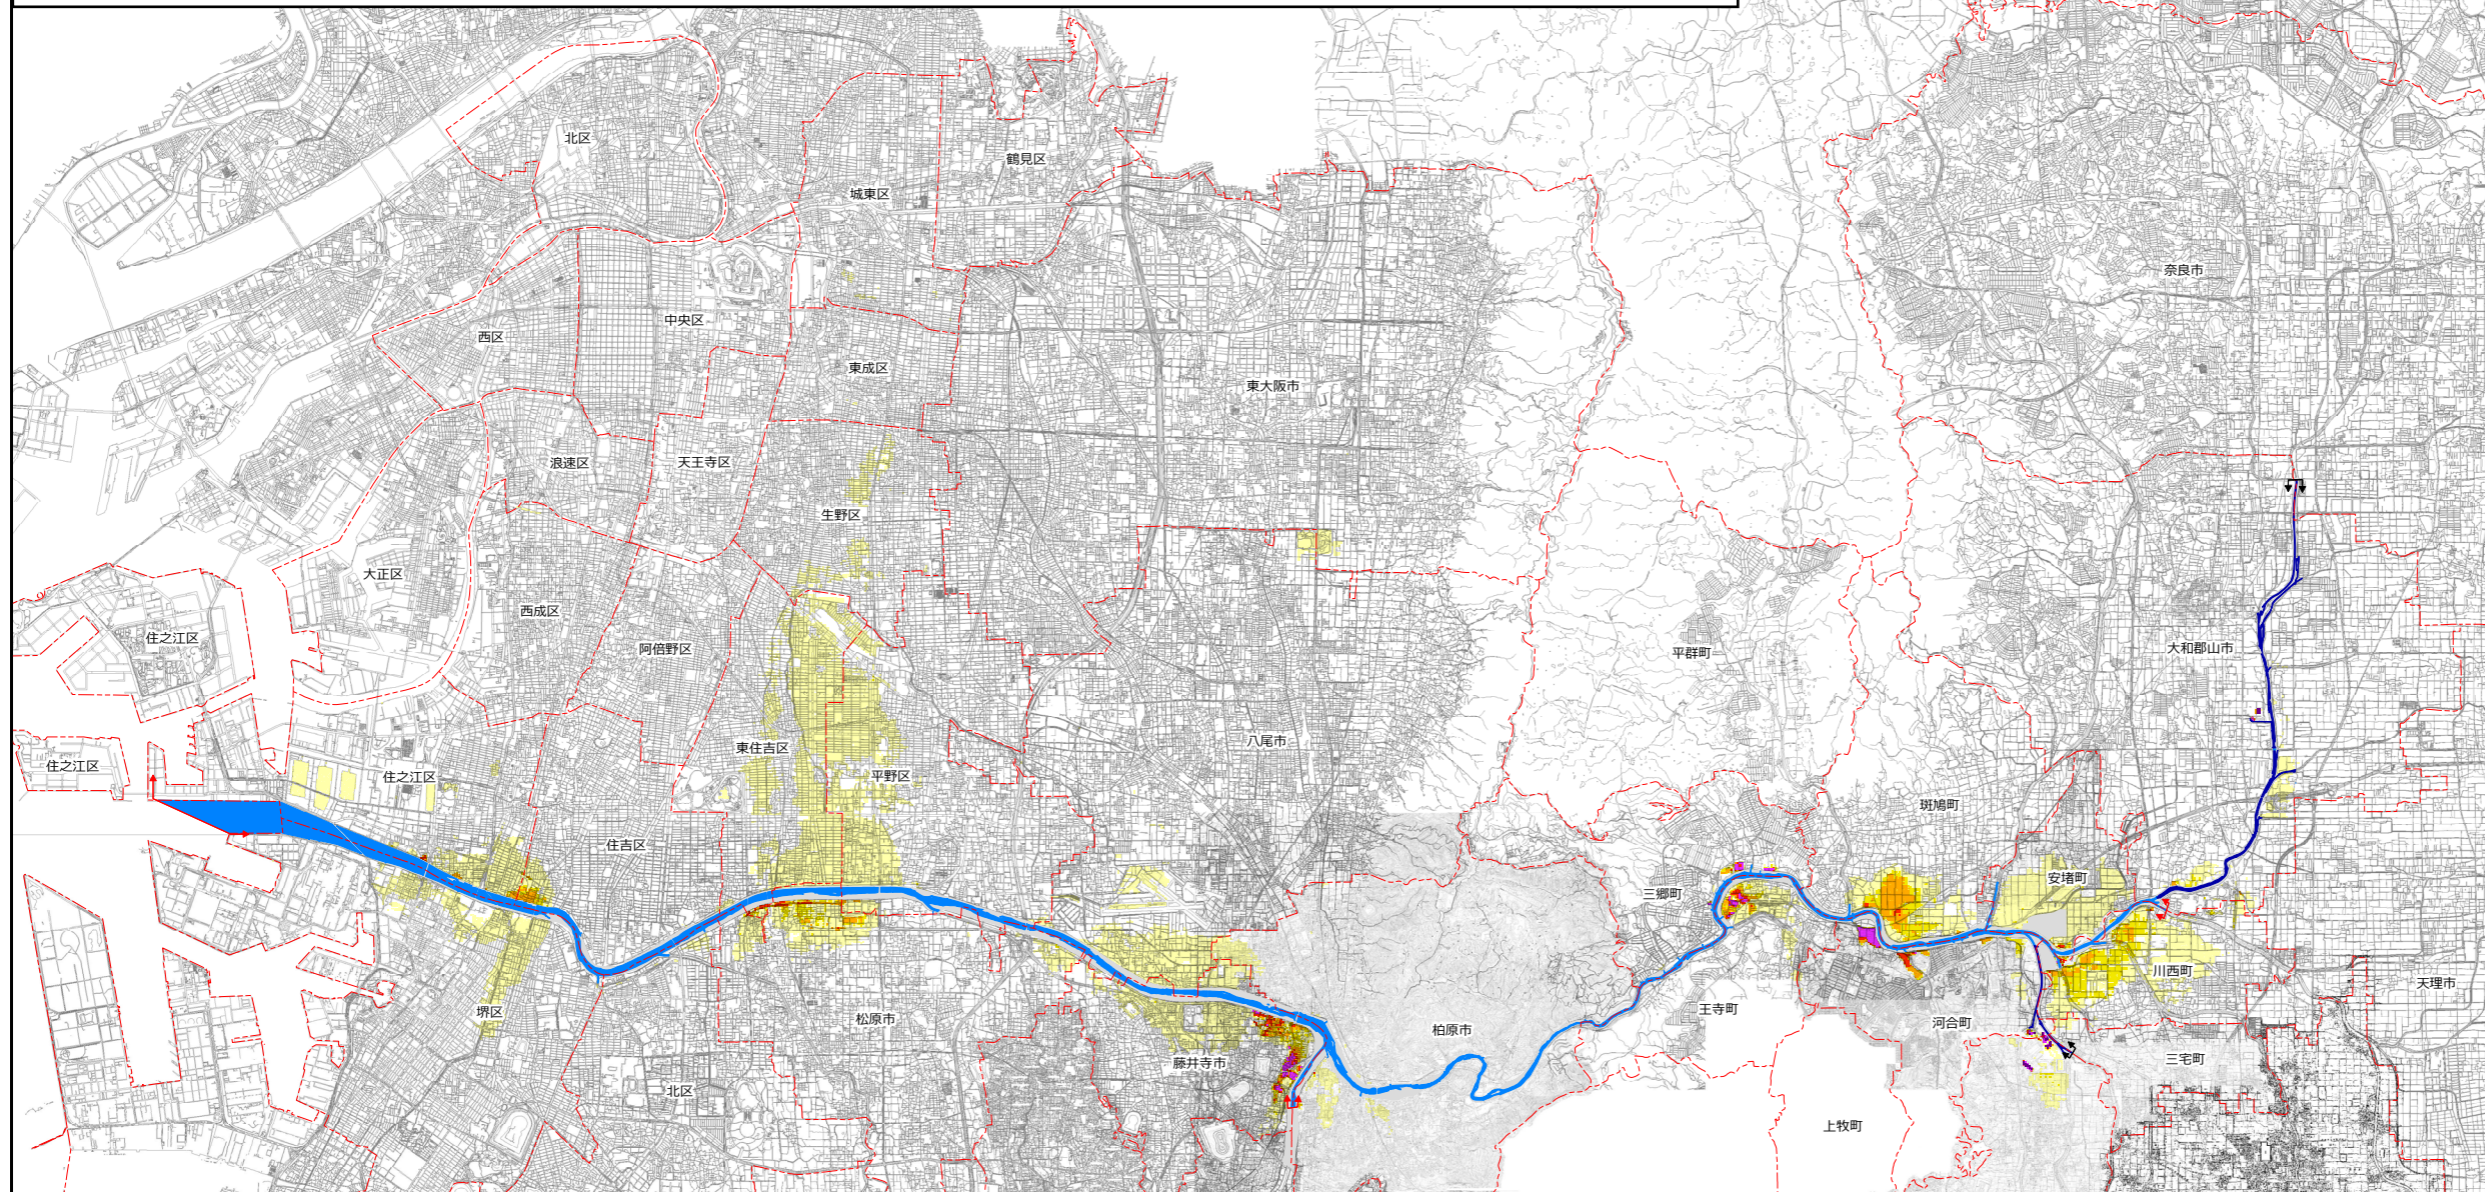 北区
鶴見区
城東区
奈良市
中央区
西区
東成区
東大阪市
浪速区
天王寺区
生野区
大正区
西成区
住之江区
阿倍野区
平群町
大和郡山市
東住吉区
八尾市
住之江区
住之江区
平野区
斑鳩町
住吉区
安堵町
三郷町
川西町
天理市
堺区
松原市
柏原市
王寺町
河合町
藤井寺市
三宅町
北区
上牧町